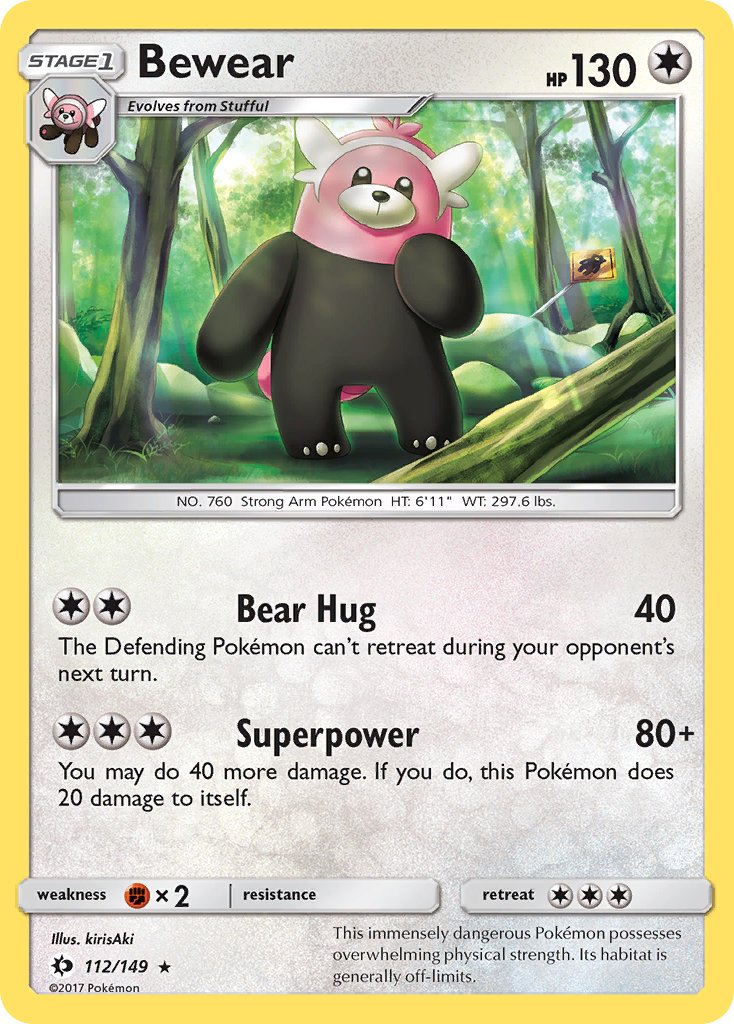 STAGE1
Bewear
HP 130
Evolves from Stufful
NO. 760 Strong Arm Pokémon HT: 6'11" WT: 297.6 lbs.
Bear Hug 40
The Defending Pokémon can't retreat during your opponent's
next turn.
Superpower 80+
You may do 40 more damage. If you do, this Pokémon does
20 damage to itself.
weakness × 2 resistance retreat
Illus. kirisAki
112/149 ★
©2017 Pokémon
This immensely dangerous Pokémon possesses
overwhelming physical strength. Its habitat is
generally off-limits.